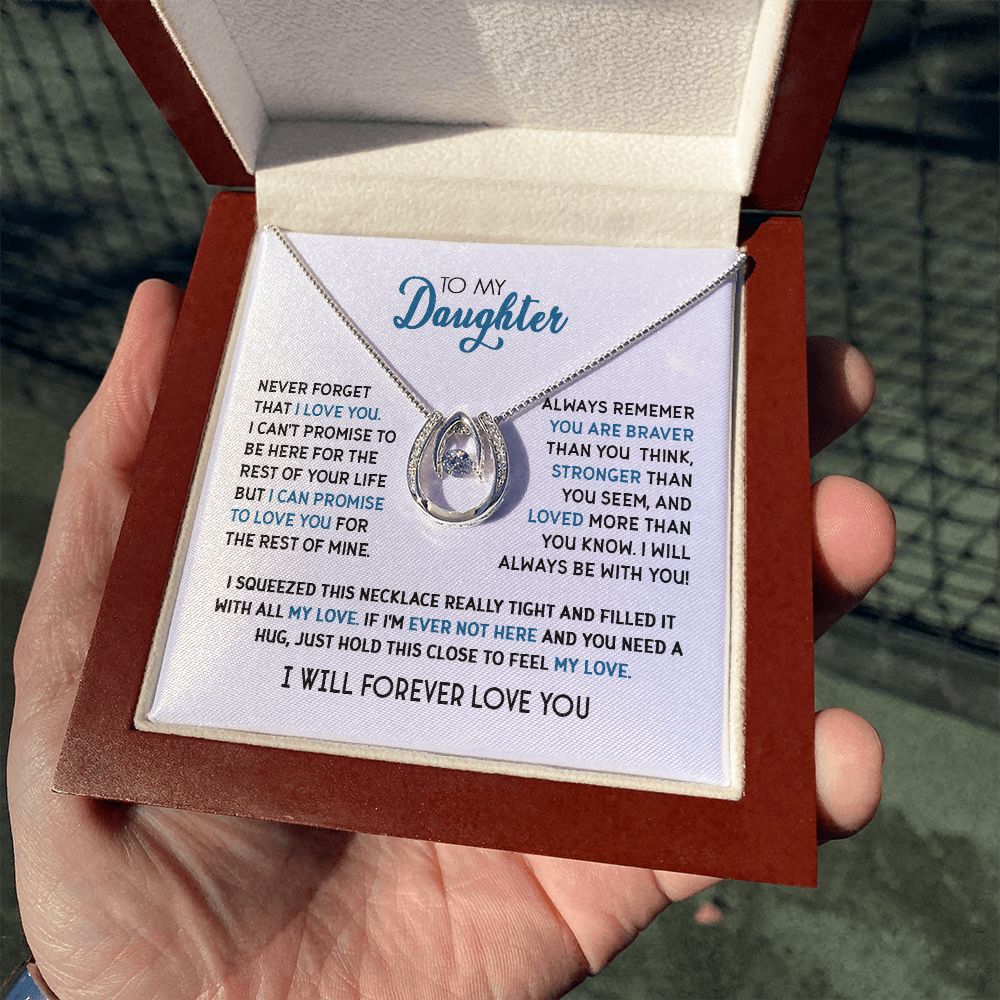 TO MY
Daughter
NEVER FORGET
THAT I LOVE YOU.
I CAN'T PROMISE TO
BE HERE FOR THE
REST OF YOUR LIFE
BUT I CAN PROMISE
TO LOVE YOU FOR
THE REST OF MINE.
ALWAYS REMEMER
YOU ARE BRAVER
THAN YOU THINK,
STRONGER THAN
YOU SEEM, AND
LOVED MORE THAN
YOU KNOW. I WILL
ALWAYS BE WITH YOU!
I SQUEEZED THIS NECKLACE REALLY TIGHT AND FILLED IT
WITH ALL MY LOVE. IF I'M EVER NOT HERE AND YOU NEED A
HUG, JUST HOLD THIS CLOSE TO FEEL MY LOVE.
I WILL FOREVER LOVE YOU